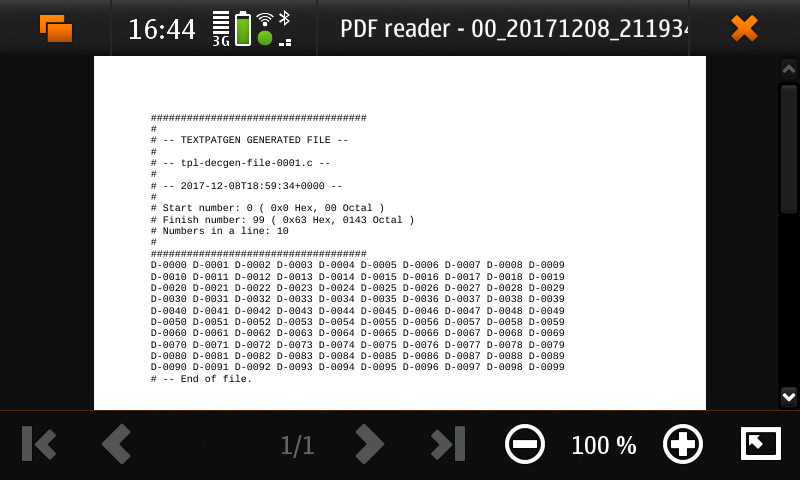 16:44
3G
PDF reader - 00_20171208_211934
###################################
#
# -- TEXTPATGEN GENERATED FILE --
#
# -- tpl-decgen-file-0001.c --
#
# -- 2017-12-08T18:59:34+0000 --
#
# Start number: 0 ( 0x0 Hex, 00 Octal )
# Finish number: 99 ( 0x63 Hex, 0143 Octal )
# Numbers in a line: 10
#
###################################
D-0000 D-0001 D-0002 D-0003 D-0004 D-0005 D-0006 D-0007 D-0008 D-0009
D-0010 D-0011 D-0012 D-0013 D-0014 D-0015 D-0016 D-0017 D-0018 D-0019
D-0020 D-0021 D-0022 D-0023 D-0024 D-0025 D-0026 D-0027 D-0028 D-0029
D-0030 D-0031 D-0032 D-0033 D-0034 D-0035 D-0036 D-0037 D-0038 D-0039
D-0040 D-0041 D-0042 D-0043 D-0044 D-0045 D-0046 D-0047 D-0048 D-0049
D-0050 D-0051 D-0052 D-0053 D-0054 D-0055 D-0056 D-0057 D-0058 D-0059
D-0060 D-0061 D-0062 D-0063 D-0064 D-0065 D-0066 D-0067 D-0068 D-0069
D-0070 D-0071 D-0072 D-0073 D-0074 D-0075 D-0076 D-0077 D-0078 D-0079
D-0080 D-0081 D-0082 D-0083 D-0084 D-0085 D-0086 D-0087 D-0088 D-0089
D-0090 D-0091 D-0092 D-0093 D-0094 D-0095 D-0096 D-0097 D-0098 D-0099
# -- End of file.
1/1
100 %